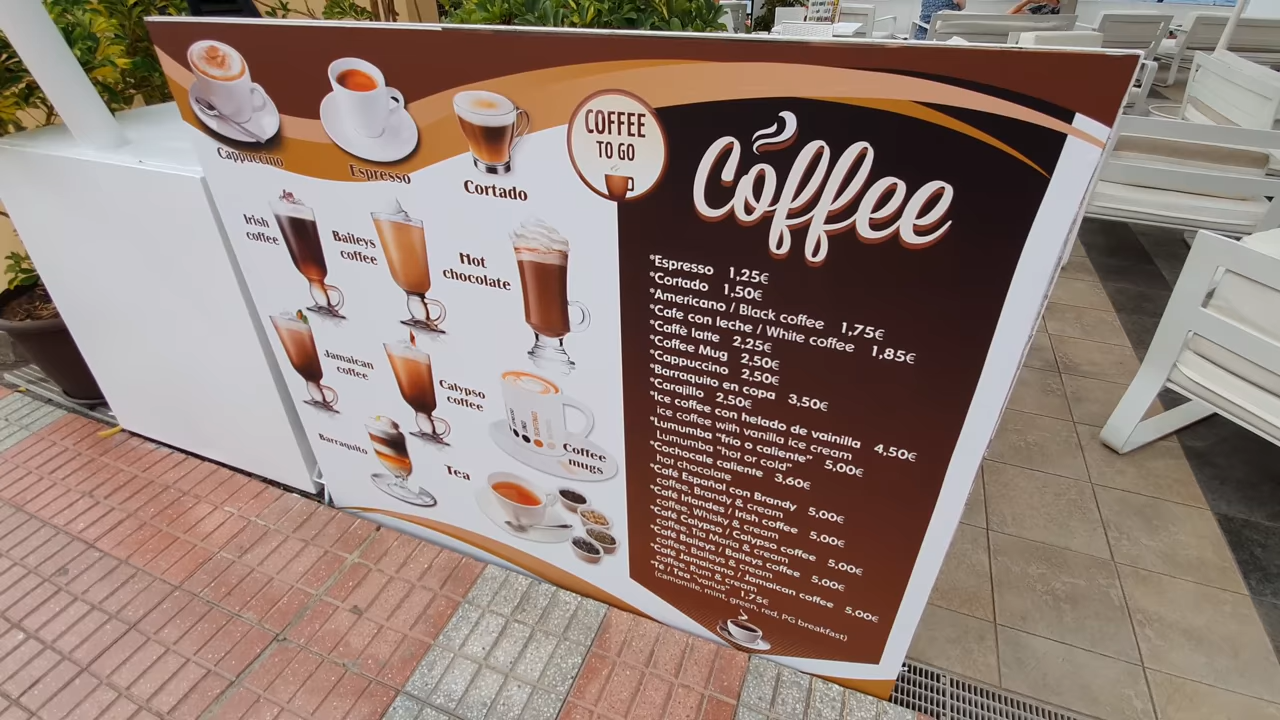 Cappuccino
Espresso
Cortado
COFFEE
TO GO
Irish
coffee
Baileys
coffee
Hot
chocolate
Jamaican
coffee
Calypso
coffee
Coffee
mugs
Barraquito
Tea
Coffee
*Espresso 1,25€
*Cortado 1,50€
*Americano / Black coffee 1,75€
*Cafe con leche / White coffee 1,85€
*Caffè latte 2,25€
*Coffee Mug 2,50€
*Cappuccino 2,50€
*Barraquito en copa 3,50€
*Carajillo 2,50€
*Ice coffee con helado de vainilla 4,50€
ice coffee with vanilla ice cream
*Lumumba "frío o caliente" 5,00€
Lumumba "hot or cold"
*Cochocale caliente 3,60€
hot chocolate
*Café Español con Brandy 5,00€
coffee, Brandy & cream
*Café Irlandes / Irish coffee 5,00€
coffee, Whisky & cream
*Café Calypso / Calypso coffee 5,00€
coffee, Tia María & cream
*Café Baileys / Baileys coffee 5,00€
coffee, Baileys & cream
*Café Jamaicano / Jamaican coffee 5,00€
coffee, Rum & cream
*Té / Tea "varius" 1,75€
(camomile, mint, green, red, PG breakfast)